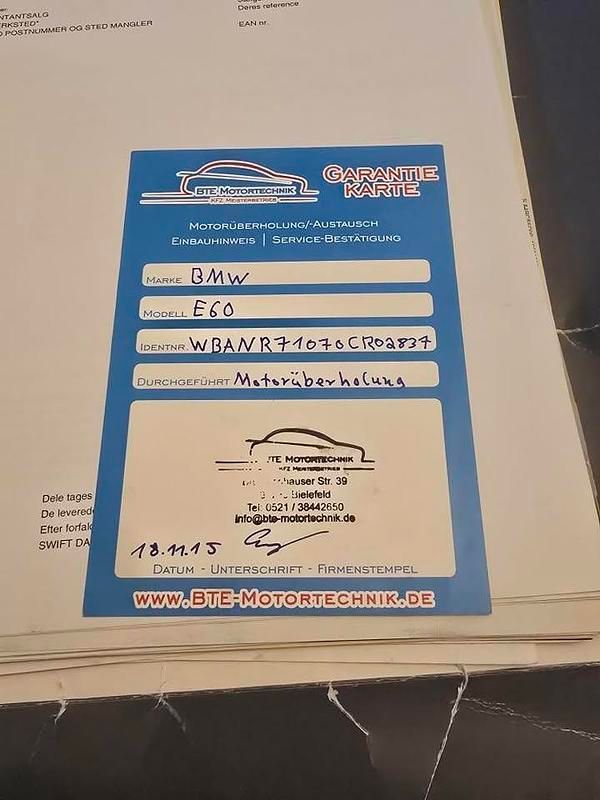 NTANTSALG
ERKSTED*
POSTNUMMER OG STED MANGLER
Deres reference
EAN nr.
BTE-MOTORTECHNIK
KFZ MEISTERBETRIEB
GARANTIE
KARTE
MOTORÜBERHOLUNG/-AUSTAUSCH
EINBAUHINWEIS | SERVICE-BESTÄTIGUNG
MARKE BMW
MODELL E60
IDENTNR. WBANR71070CR02837
DURCHGEFÜHRT Motorüberholung
TE MOTORTECHNIK
KFZ MEISTERBETRIEB
hauser Str. 39
Bielefeld
Tel: 0521 / 38442650
info@bte-motortechnik.de
18.11.15
DATUM - UNTERSCHRIFT - FIRMENSTEMPEL
WWW.BTE-MOTORTECHNIK.DE
Dele tages
De levered
Efter forfald
SWIFT DA